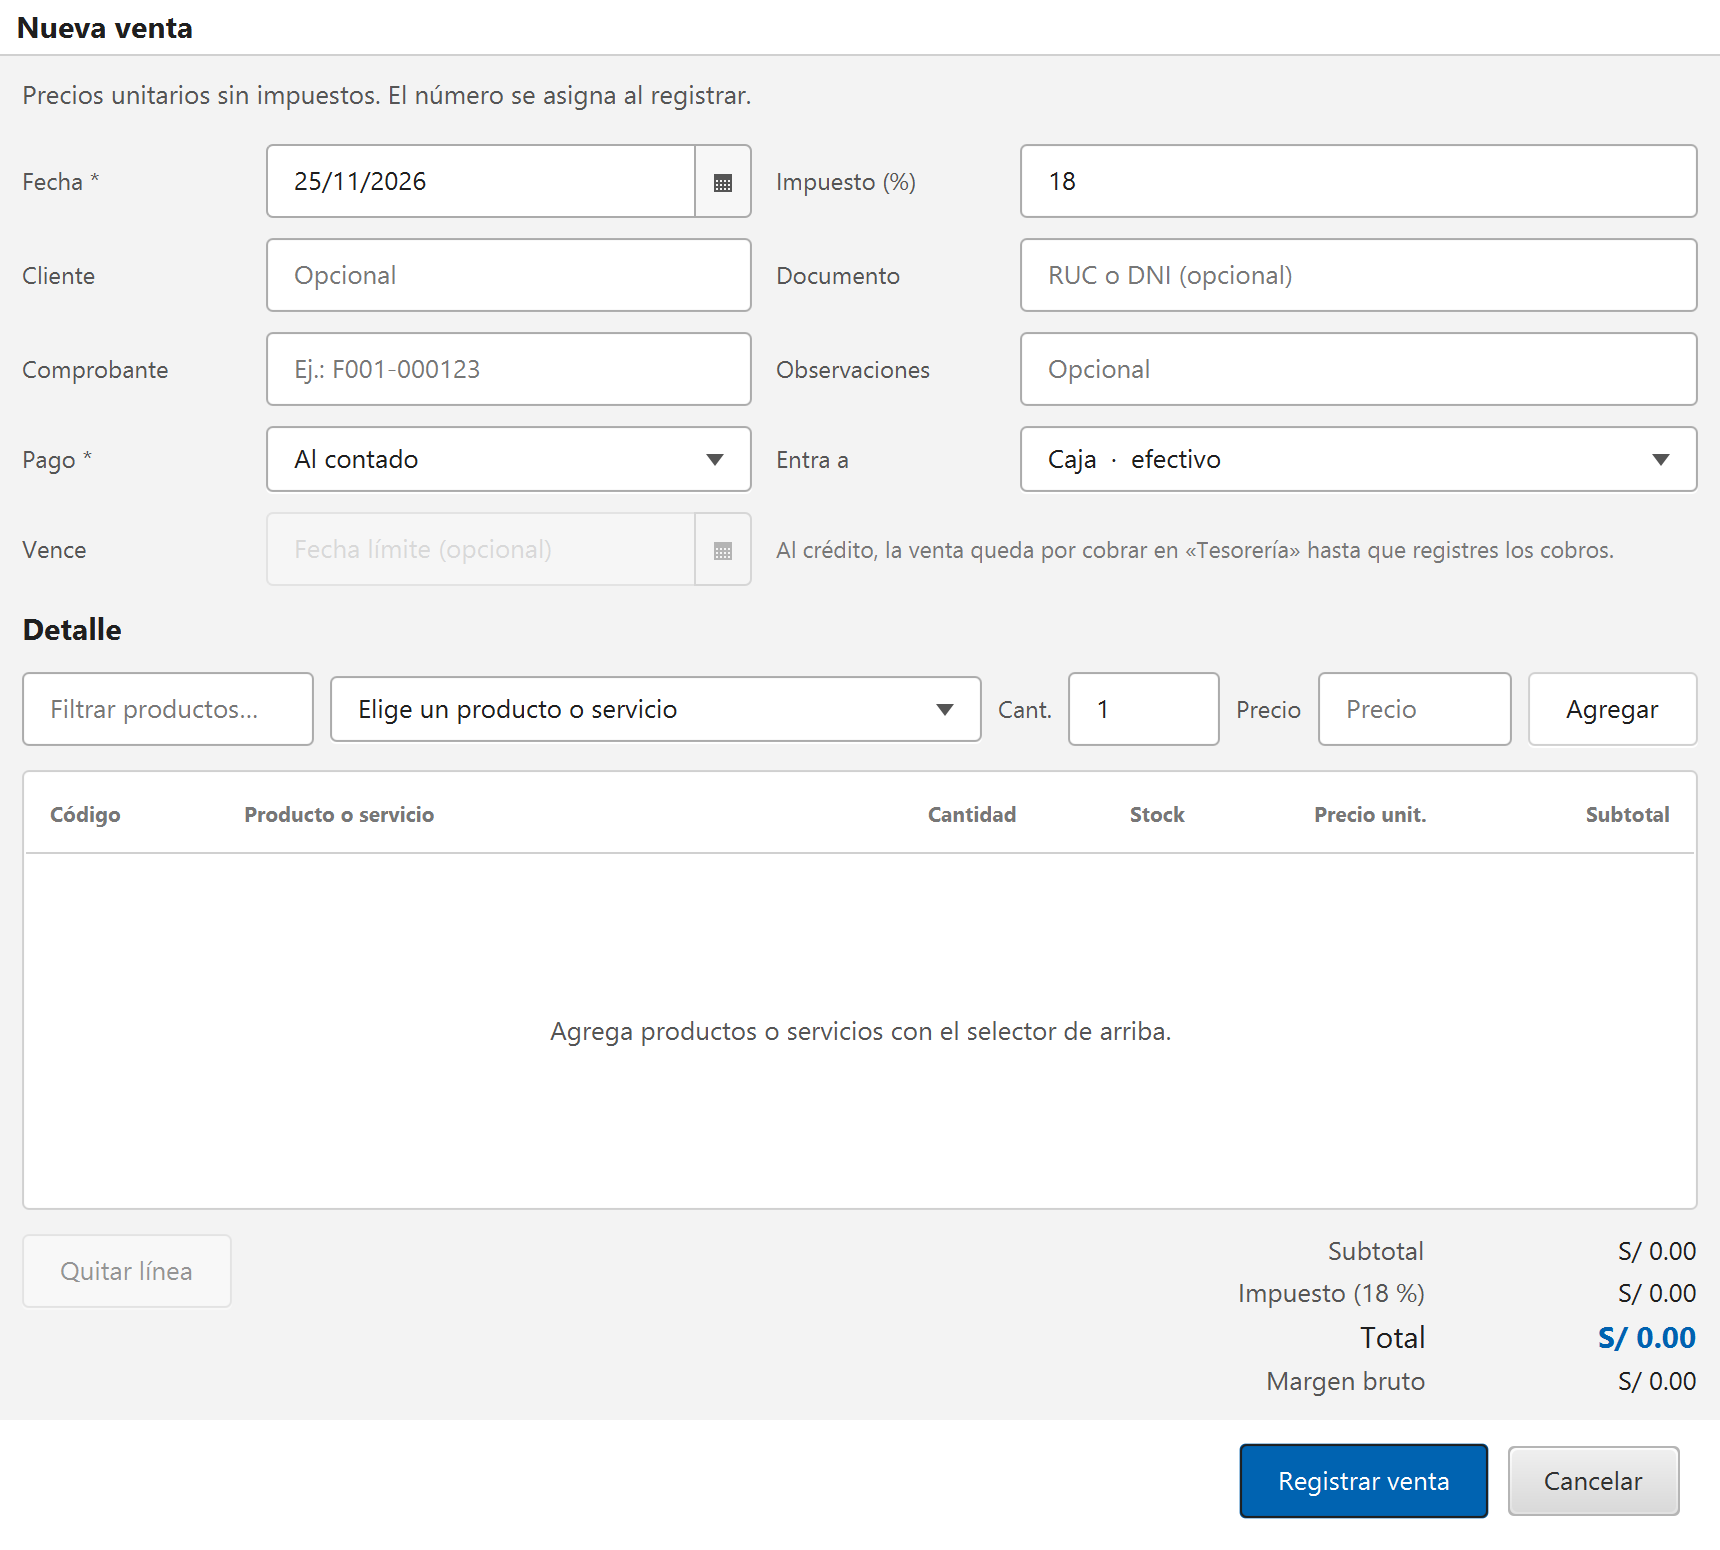 Nueva venta
Precios unitarios sin impuestos. El número se asigna al registrar.
Fecha * 25/11/2026 Impuesto (%) 18
Cliente Opcional Documento RUC o DNI (opcional)
Comprobante Ej.: F001-000123 Observaciones Opcional
Pago * Al contado Entra a Caja · efectivo
Vence Fecha límite (opcional) Al crédito, la venta queda por cobrar en «Tesorería» hasta que registres los cobros.
Detalle
Filtrar productos... Elige un producto o servicio Cant. 1 Precio Precio Agregar
Código Producto o servicio Cantidad Stock Precio unit. Subtotal
Agrega productos o servicios con el selector de arriba.
Quitar línea
Subtotal S/ 0.00
Impuesto (18 %) S/ 0.00
Total S/ 0.00
Margen bruto S/ 0.00
Registrar venta Cancelar